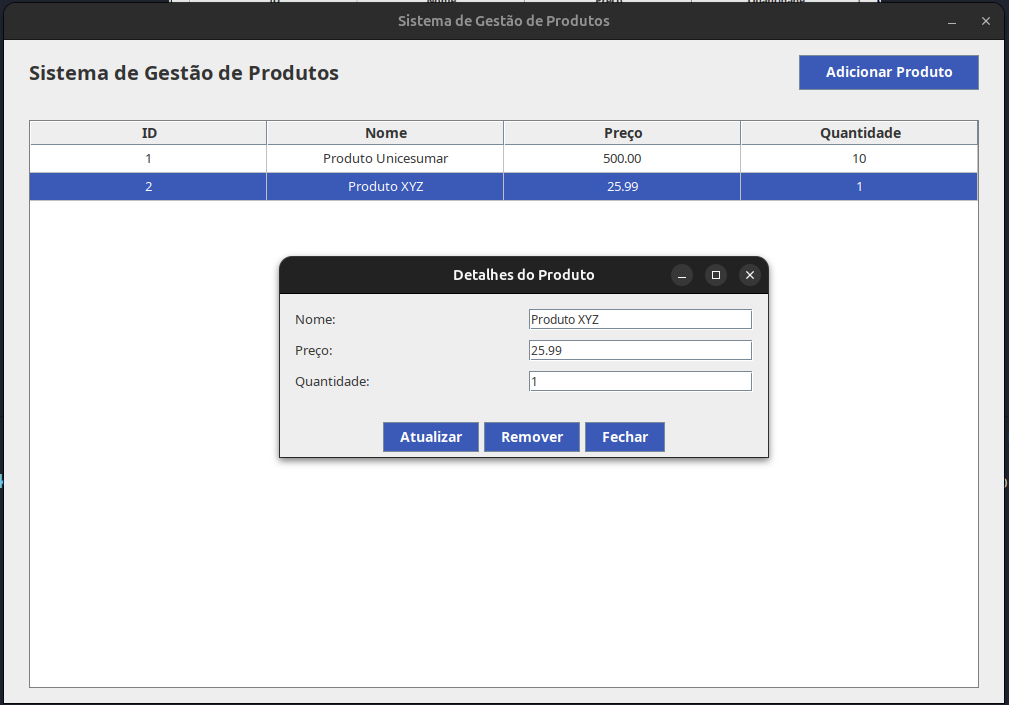 Sistema de Gestão de Produtos
Sistema de Gestão de Produtos
Adicionar Produto
ID Nome Preço Quantidade
1 Produto Unicesumar 500.00 10
2 Produto XYZ 25.99 1
Detalhes do Produto
Nome: Produto XYZ
Preço: 25.99
Quantidade: 1
Atualizar Remover Fechar